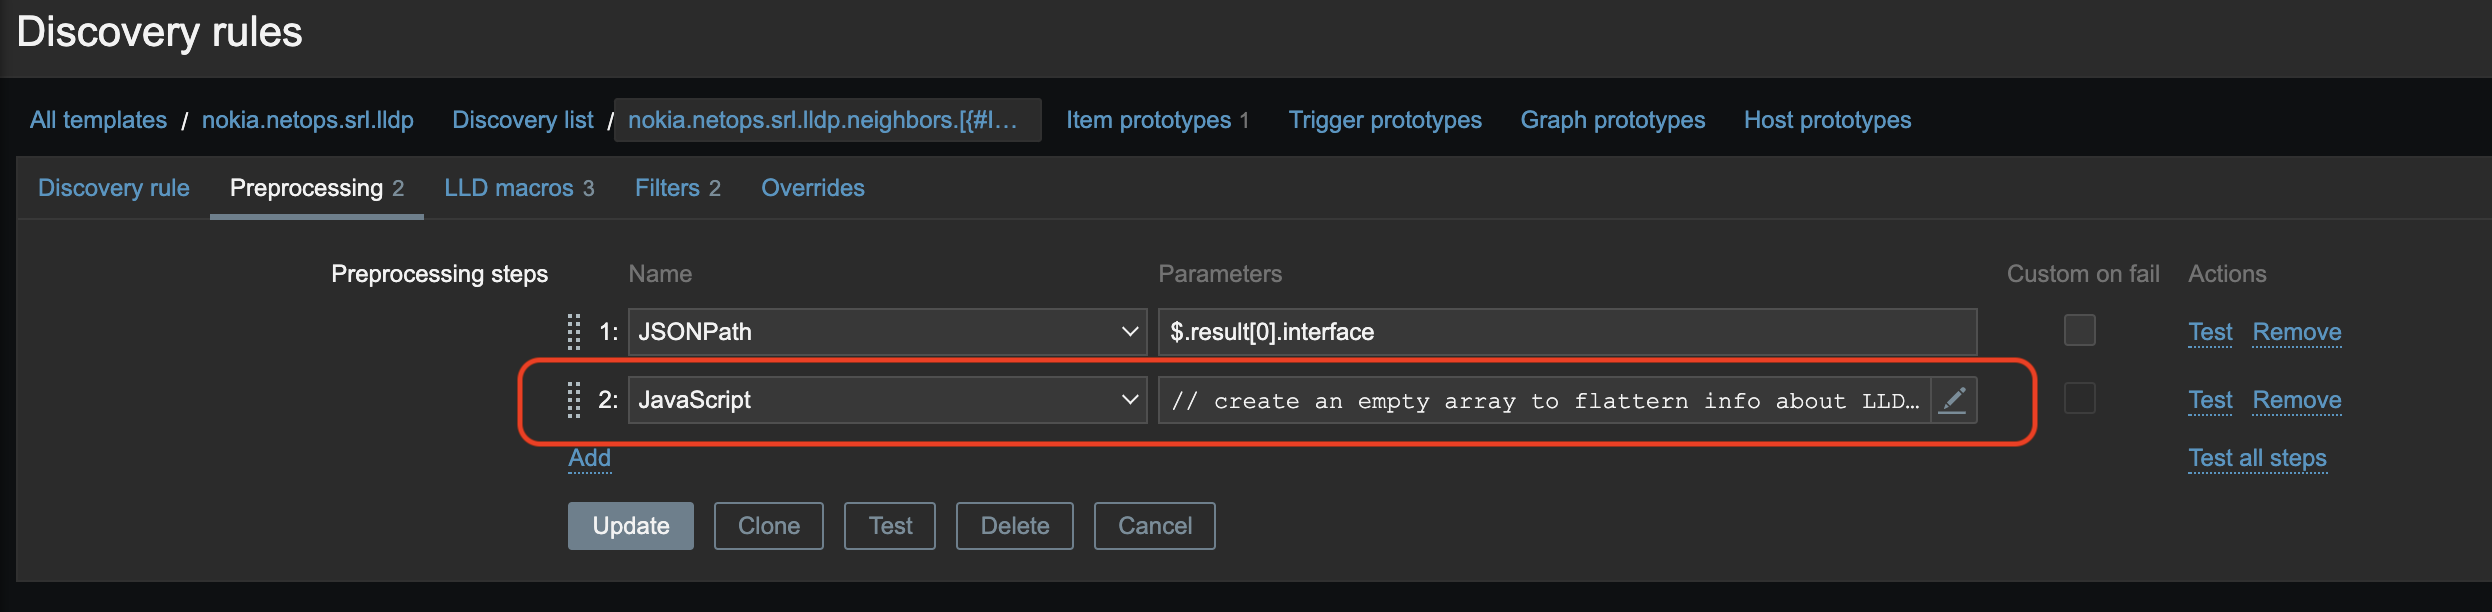 Discovery rules
All templates / nokia.netops.srl.lldp Discovery list / nokia.netops.srl.lldp.neighbors.[{#I... Item prototypes 1 Trigger prototypes Graph prototypes Host prototypes
Discovery rule Preprocessing 2 LLD macros 3 Filters 2 Overrides
Preprocessing steps Name Parameters Custom on fail Actions
1: JSONPath $.result[0].interface Test Remove
2: JavaScript // create an empty array to flattern info about LLD... Test Remove
Add Test all steps
Update Clone Test Delete Cancel